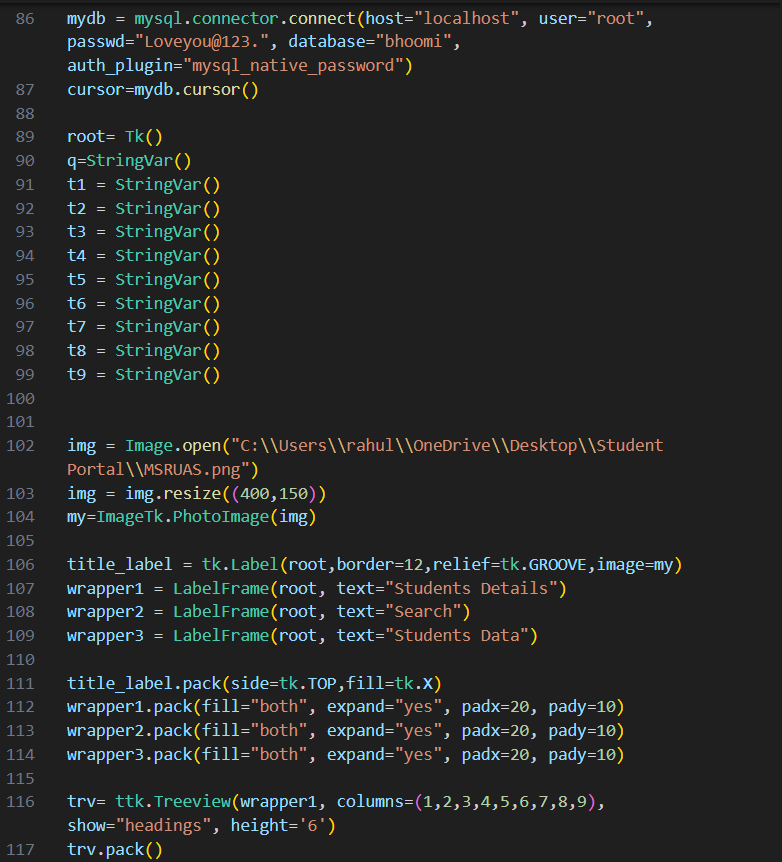 86 mydb = mysql.connector.connect(host="localhost", user="root",
passwd="Loveyou@123.", database="bhoomi",
auth_plugin="mysql_native_password")
87 cursor=mydb.cursor()
88
89 root= Tk()
90 q=StringVar()
91 t1 = StringVar()
92 t2 = StringVar()
93 t3 = StringVar()
94 t4 = StringVar()
95 t5 = StringVar()
96 t6 = StringVar()
97 t7 = StringVar()
98 t8 = StringVar()
99 t9 = StringVar()
100
101
102 img = Image.open("C:\\Users\\rahul\\OneDrive\\Desktop\\Student
Portal\\MSRUAS.png")
103 img = img.resize((400,150))
104 my=ImageTk.PhotoImage(img)
105
106 title_label = tk.Label(root,border=12,relief=tk.GROOVE,image=my)
107 wrapper1 = LabelFrame(root, text="Students Details")
108 wrapper2 = LabelFrame(root, text="Search")
109 wrapper3 = LabelFrame(root, text="Students Data")
110
111 title_label.pack(side=tk.TOP,fill=tk.X)
112 wrapper1.pack(fill="both", expand="yes", padx=20, pady=10)
113 wrapper2.pack(fill="both", expand="yes", padx=20, pady=10)
114 wrapper3.pack(fill="both", expand="yes", padx=20, pady=10)
115
116 trv= ttk.Treeview(wrapper1, columns=(1,2,3,4,5,6,7,8,9),
show="headings", height='6')
117 trv.pack()